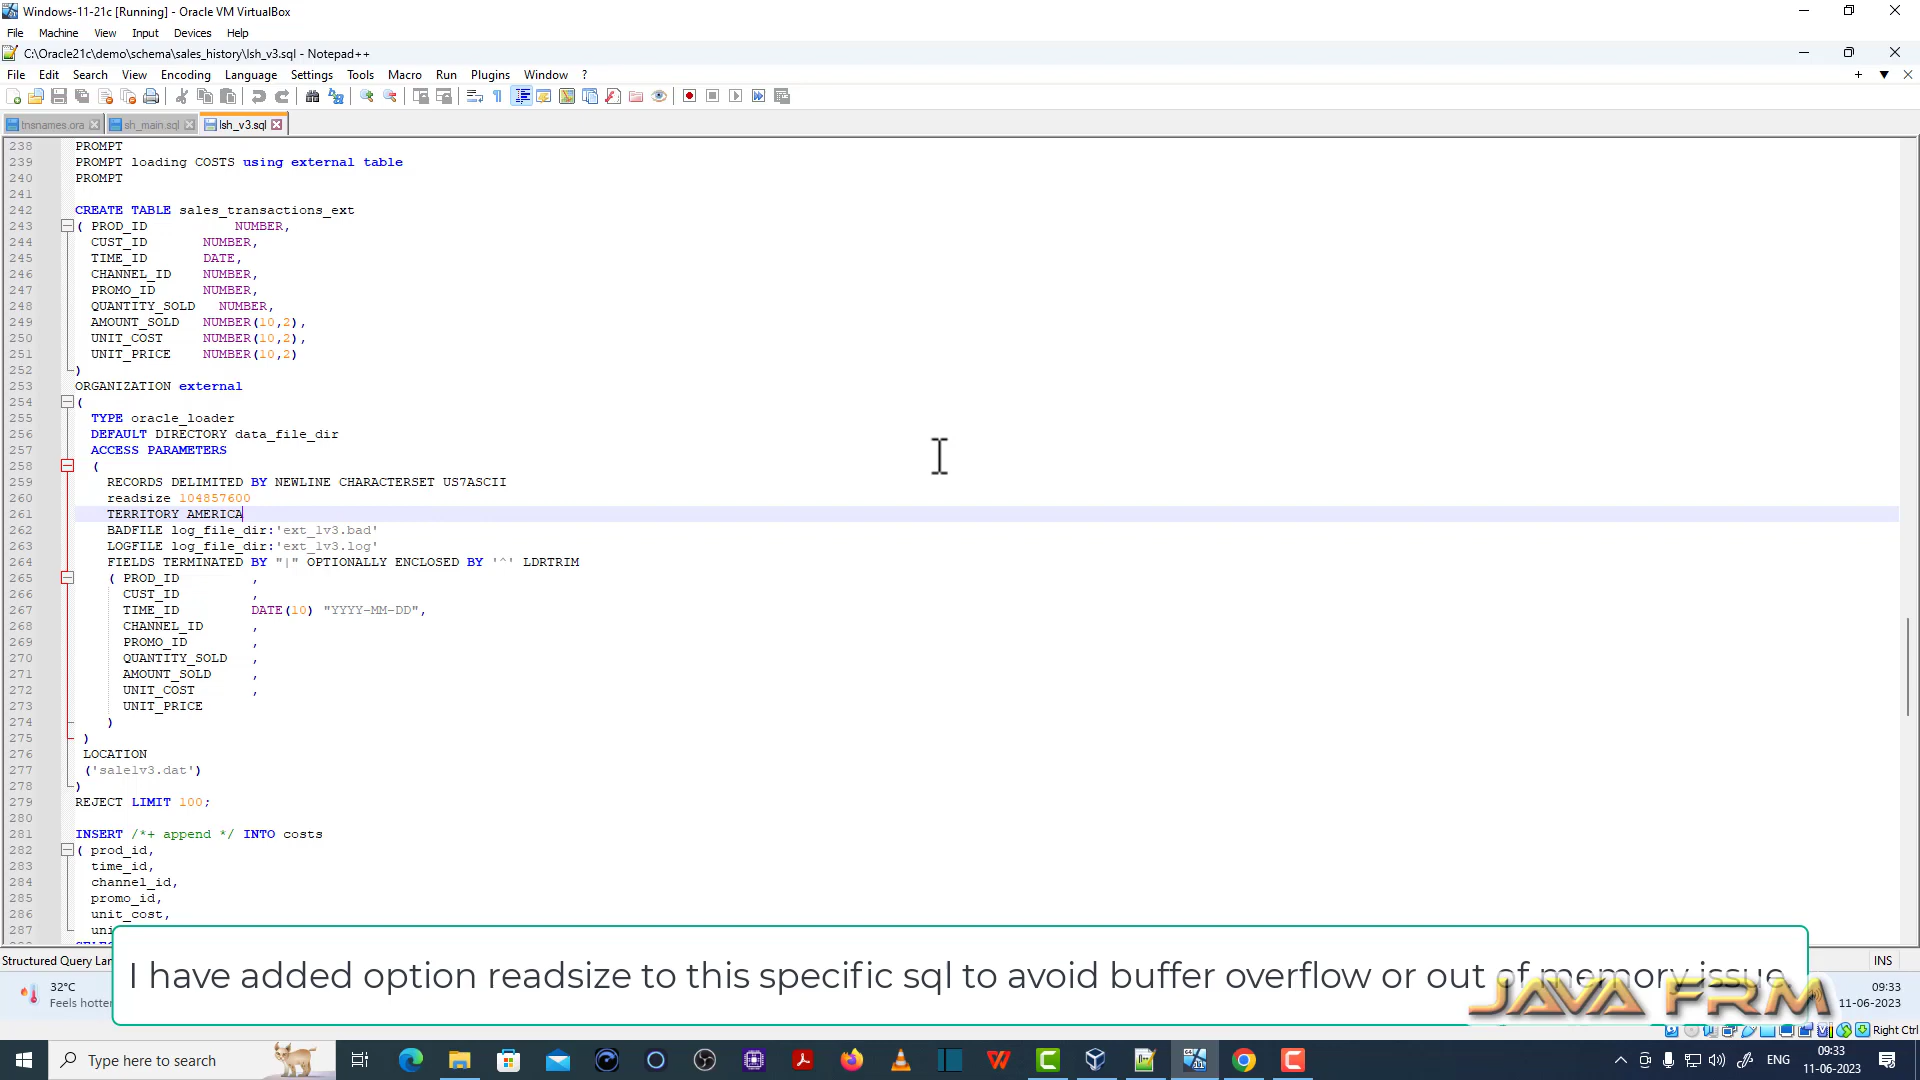 Windows-11-21c [Running] - Oracle VM VirtualBox
File Machine View Input Devices Help
C:\Oracle21c\demo\schema\sales_history\lsh_v3.sql - Notepad++
File Edit Search View Encoding Language Settings Tools Macro Run Plugins Window ?
tnsnames.ora sh_main.sql lsh_v3.sql
238 PROMPT
239 PROMPT loading COSTS using external table
240 PROMPT
241
242 CREATE TABLE sales_transactions_ext
243 ( PROD_ID NUMBER,
244 CUST_ID NUMBER,
245 TIME_ID DATE,
246 CHANNEL_ID NUMBER,
247 PROMO_ID NUMBER,
248 QUANTITY_SOLD NUMBER,
249 AMOUNT_SOLD NUMBER(10,2),
250 UNIT_COST NUMBER(10,2),
251 UNIT_PRICE NUMBER(10,2)
252 )
253 ORGANIZATION external
254 (
255 TYPE oracle_loader
256 DEFAULT DIRECTORY data_file_dir
257 ACCESS PARAMETERS
258 (
259 RECORDS DELIMITED BY NEWLINE CHARACTERSET US7ASCII
260 readsize 104857600
261 TERRITORY AMERICA
262 BADFILE log_file_dir:'ext_1v3.bad'
263 LOGFILE log_file_dir:'ext_1v3.log'
264 FIELDS TERMINATED BY "|" OPTIONALLY ENCLOSED BY '^' LDRTRIM
265 ( PROD_ID ,
266 CUST_ID ,
267 TIME_ID DATE(10) "YYYY-MM-DD",
268 CHANNEL_ID ,
269 PROMO_ID ,
270 QUANTITY_SOLD ,
271 AMOUNT_SOLD ,
272 UNIT_COST ,
273 UNIT_PRICE
274 )
275 )
276 LOCATION
277 ('sale1v3.dat')
278 )
279 REJECT LIMIT 100;
280
281 INSERT /*+ append */ INTO costs
282 ( prod_id,
283 time_id,
284 channel_id,
285 promo_id,
286 unit_cost,
287 uni
Structured Query Lan INS
I have added option readsize to this specific sql to avoid buffer overflow or out of memory issue
JAVA FRM
32°C
Feels hotter
09:33
11-06-2023
Right Ctrl
Type here to search
ENG
09:33
11-06-2023